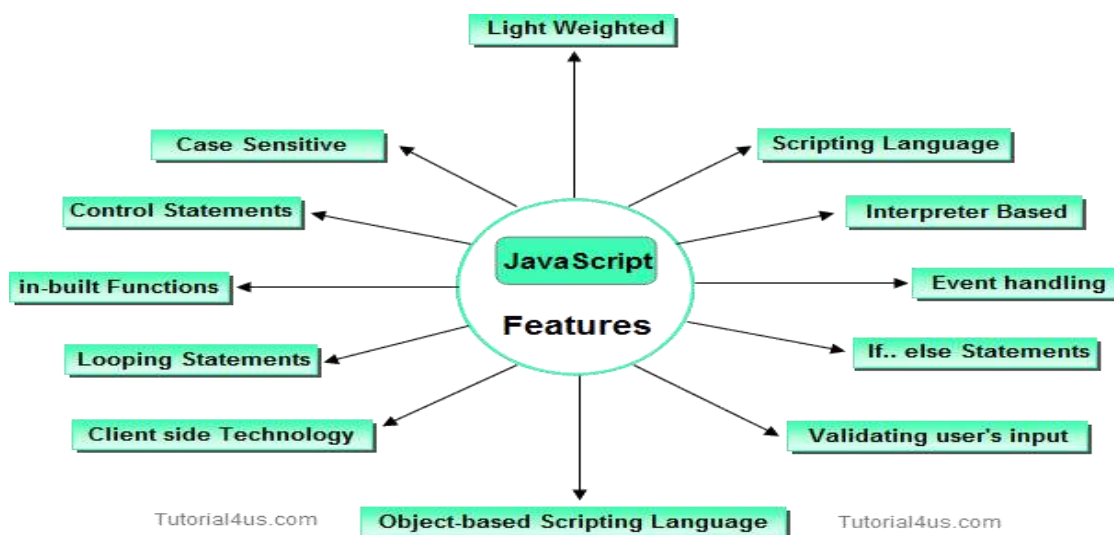 Light Weighted
Case Sensitive
Scripting Language
Control Statements
Interpreter Based
JavaScript
in-built Functions
Event handling
Features
Looping Statements
If.. else Statements
Client side Technology
Validating user's input
Tutorial4us.com
Object-based Scripting Language
Tutorial4us.com